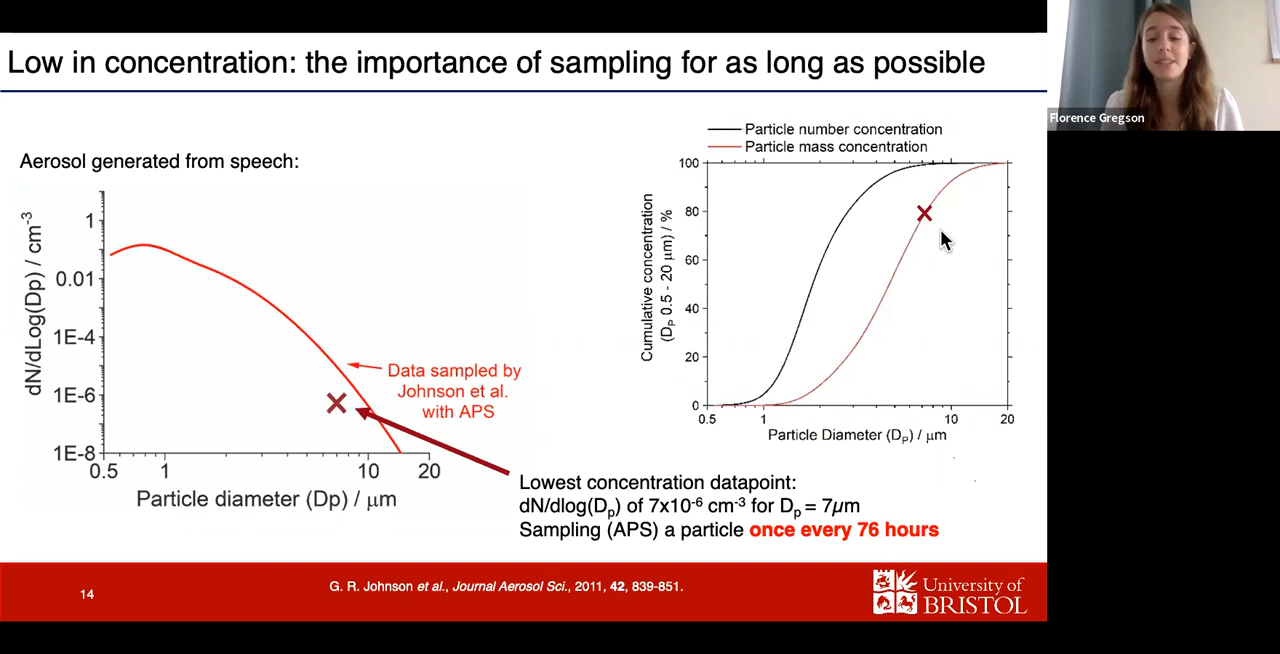 Low in concentration: the importance of sampling for as long as possible
Florence Gregson
Aerosol generated from speech:
dN/dLog(Dp) / cm-3
1
0.01
1E-4
1E-6
1E-8
0.5
1
10
20
Particle diameter (Dp) / μm
Data sampled by
Johnson et al.
with APS
Particle number concentration
Particle mass concentration
Cumulative concentration
(DP 0.5 - 20 μm) / %
100
80
60
40
20
0
0.5
1
10
20
Particle Diameter (DP) / μm
Lowest concentration datapoint:
dN/dlog(Dp) of 7x10-6 cm-3 for Dp = 7μm
Sampling (APS) a particle once every 76 hours
14
G. R. Johnson et al., Journal Aerosol Sci., 2011, 42, 839-851.
University of
BRISTOL